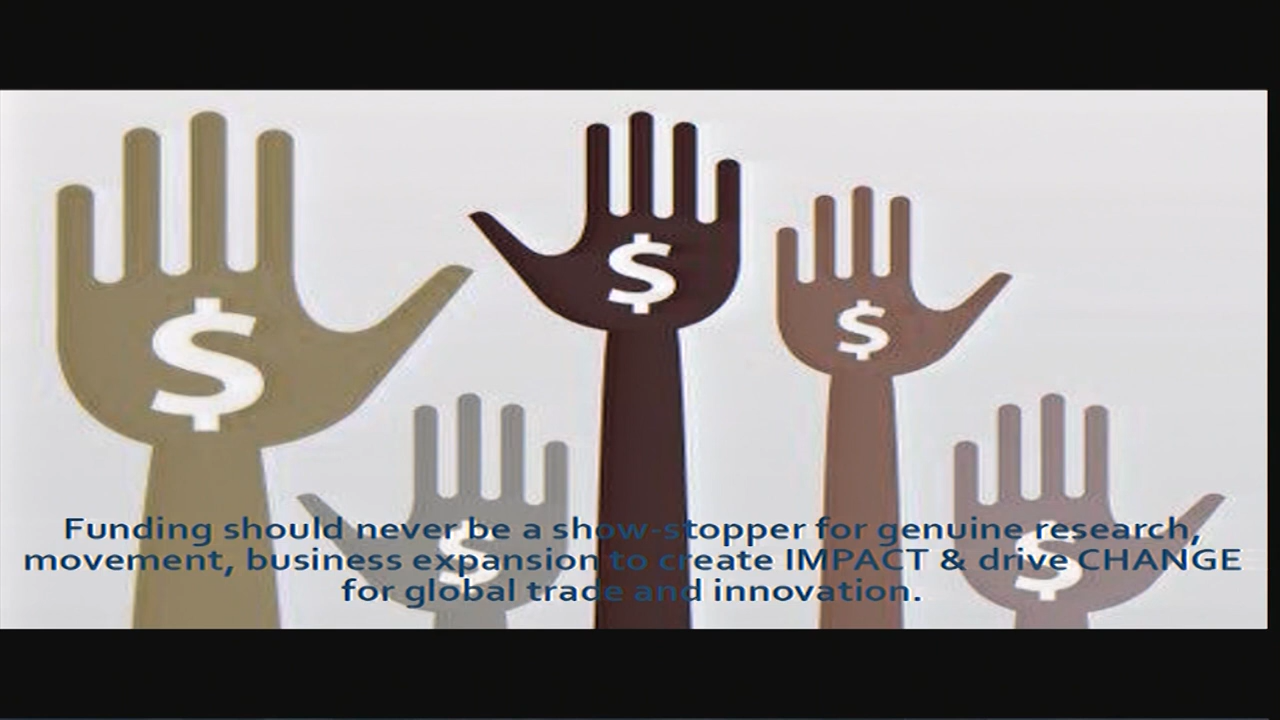 $
$
$
$
$
Funding should never be a show-stopper for genuine research,
movement, business expansion to create IMPACT & drive CHANGE
for global trade and innovation.